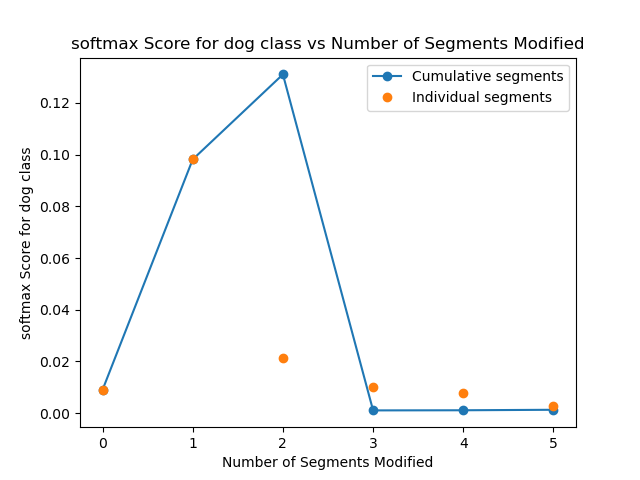 softmax Score for dog class vs Number of Segments Modified
Cumulative segments
Individual segments
softmax Score for dog class
0.12
0.10
0.08
0.06
0.04
0.02
0.00
0 1 2 3 4 5
Number of Segments Modified